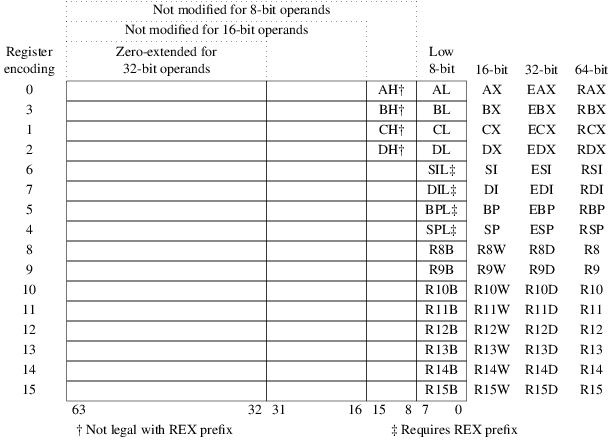 Not modified for 8-bit operands
Not modified for 16-bit operands
Register Zero-extended for Low
encoding 32-bit operands 8-bit 16-bit 32-bit 64-bit
0 AH† AL AX EAX RAX
3 BH† BL BX EBX RBX
1 CH† CL CX ECX RCX
2 DH† DL DX EDX RDX
6 SIL‡ SI ESI RSI
7 DIL‡ DI EDI RDI
5 BPL‡ BP EBP RBP
4 SPL‡ SP ESP RSP
8 R8B R8W R8D R8
9 R9B R9W R9D R9
10 R10B R10W R10D R10
11 R11B R11W R11D R11
12 R12B R12W R12D R12
13 R13B R13W R13D R13
14 R14B R14W R14D R14
15 R15B R15W R15D R15
63 32 31 16 15 8 7 0
† Not legal with REX prefix ‡ Requires REX prefix